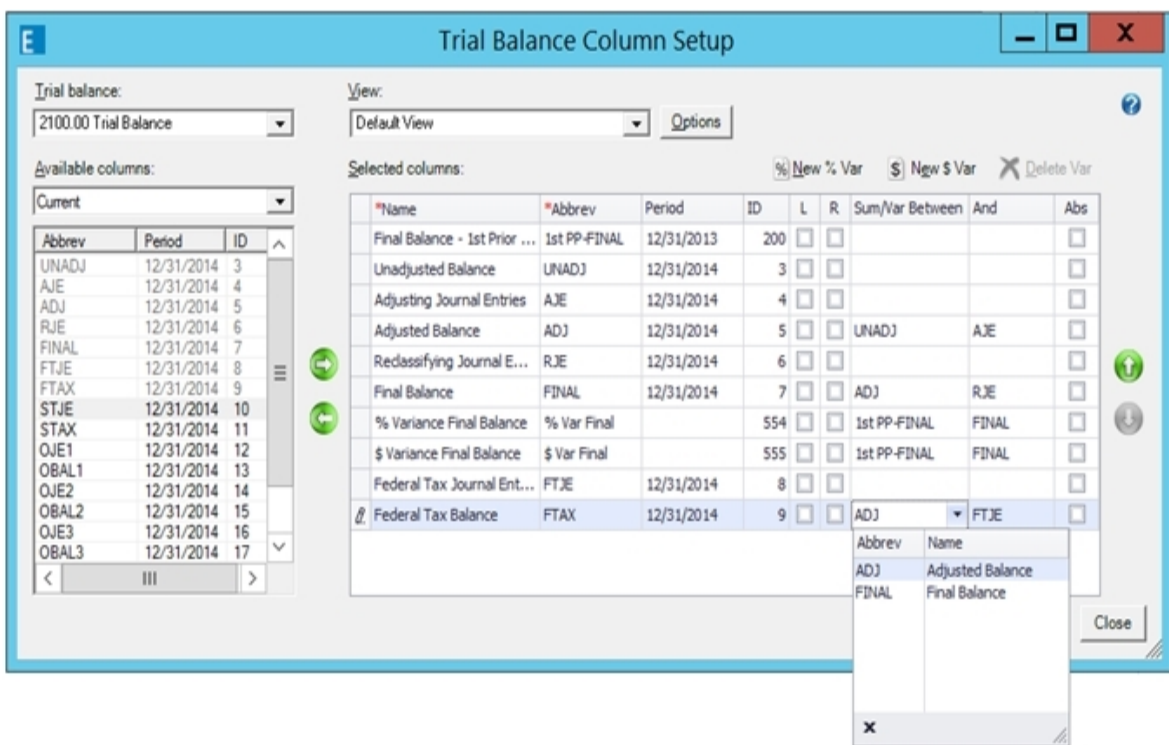 E
Trial Balance Column Setup
X
Trial balance:
View:
2100.00 Trial Balance
Default View
Options
?
Available columns:
Selected columns:
% New % Var
$ New $ Var
Delete Var
Current
Abbrev Period ID
UNADJ 12/31/2014 3
AJE 12/31/2014 4
ADJ 12/31/2014 5
RJE 12/31/2014 6
FINAL 12/31/2014 7
FTJE 12/31/2014 8
FTAX 12/31/2014 9
STJE 12/31/2014 10
STAX 12/31/2014 11
OJE1 12/31/2014 12
OBAL1 12/31/2014 13
OJE2 12/31/2014 14
OBAL2 12/31/2014 15
OJE3 12/31/2014 16
OBAL3 12/31/2014 17
*Name *Abbrev Period ID L R Sum/Var Between And Abs
Final Balance - 1st Prior ... 1st PP-FINAL 12/31/2013 200
Unadjusted Balance UNADJ 12/31/2014 3
Adjusting Journal Entries AJE 12/31/2014 4
Adjusted Balance ADJ 12/31/2014 5 UNADJ AJE
Reclassifying Journal E... RJE 12/31/2014 6
Final Balance FINAL 12/31/2014 7 ADJ RJE
% Variance Final Balance % Var Final 554 1st PP-FINAL FINAL
$ Variance Final Balance $ Var Final 555 1st PP-FINAL FINAL
Federal Tax Journal Ent... FTJE 12/31/2014 8
Federal Tax Balance FTAX 12/31/2014 9 ADJ FTJE
Abbrev Name
ADJ Adjusted Balance
FINAL Final Balance
x
Close